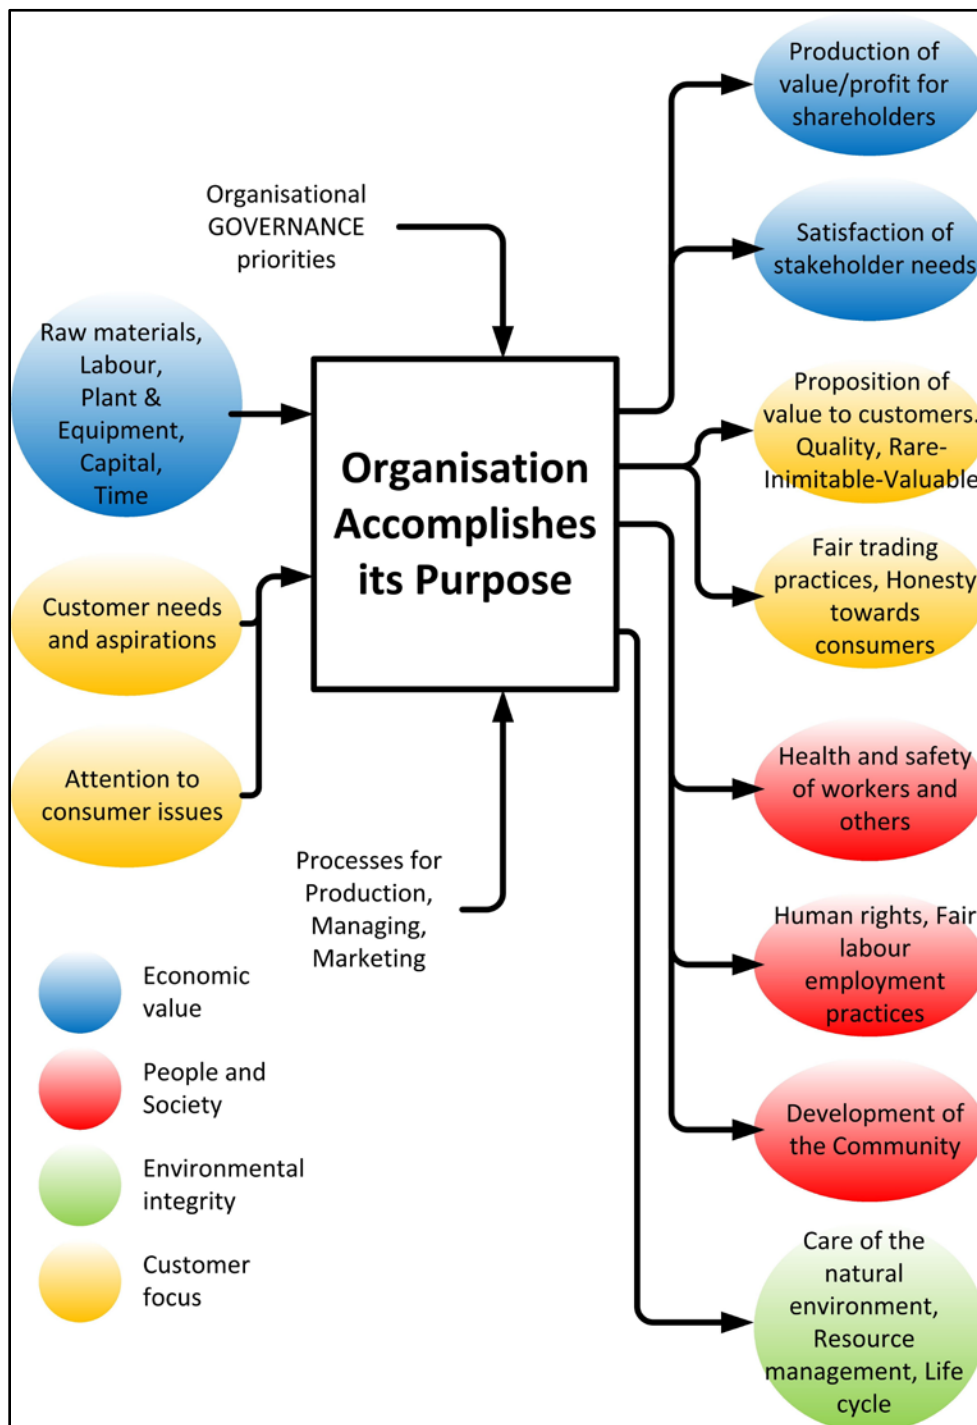 Production of
value/profit for
shareholders
Organisational
GOVERNANCE
priorities
Satisfaction of
stakeholder needs
Raw materials,
Labour,
Plant &
Equipment,
Capital,
Time
Organisation
Accomplishes
its Purpose
Proposition of
value to customers.
Quality, Rare-
Inimitable-Valuable
Fair trading
practices, Honesty
towards
consumers
Customer needs
and aspirations
Attention to
consumer issues
Health and safety
of workers and
others
Processes for
Production,
Managing,
Marketing
Human rights, Fair
labour
employment
practices
Development of
the Community
Care of the
natural
environment,
Resource
management, Life
cycle
Economic
value
People and
Society
Environmental
integrity
Customer
focus